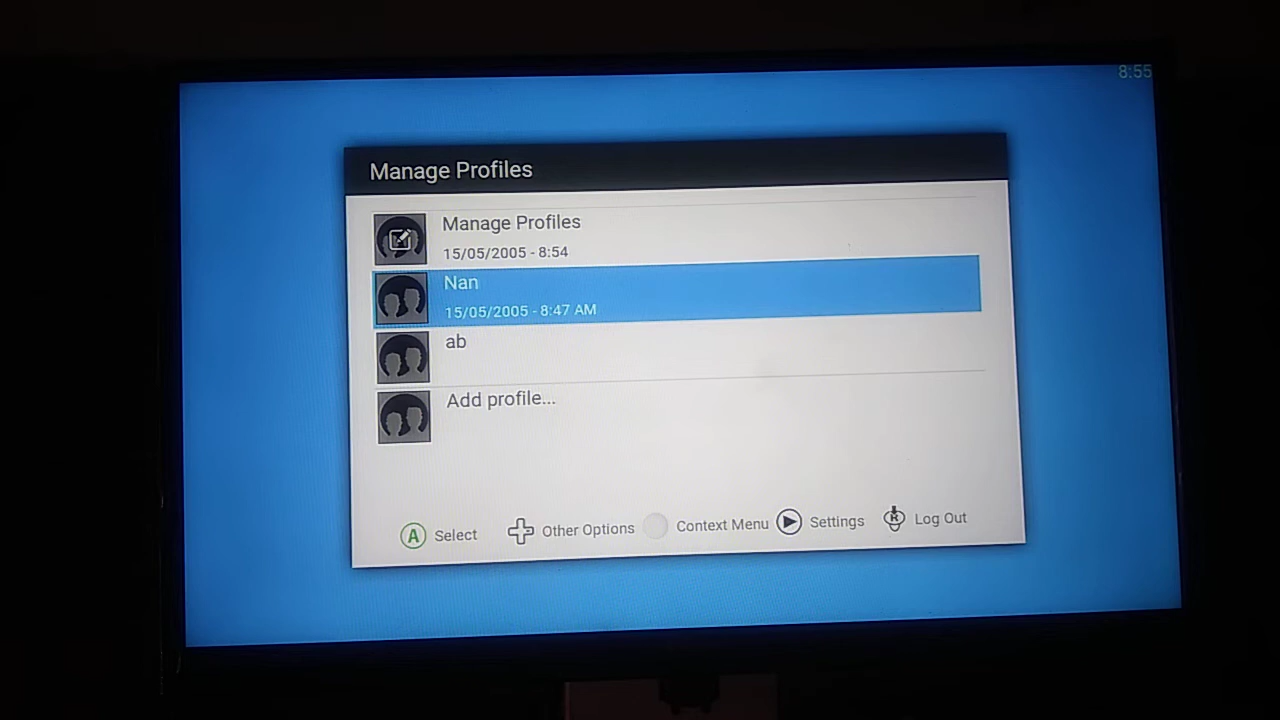 8:55
Manage Profiles
Manage Profiles
15/05/2005 - 8:54
Nan
15/05/2005 - 8:47 AM
ab
Add profile...
A Select Other Options Context Menu Settings R Log Out